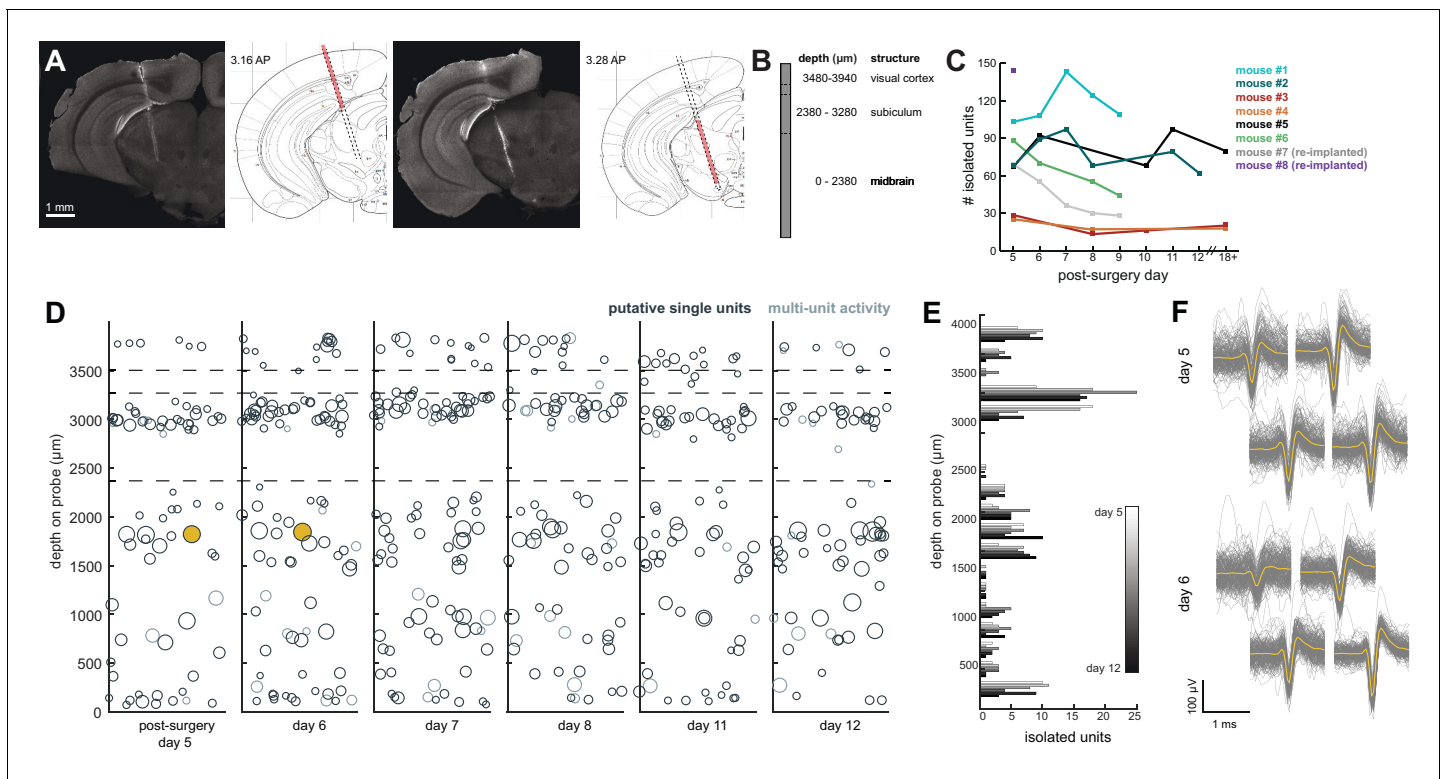 A
3.16 AP
3.28 AP
1 mm
B
depth (µm) structure
3480-3940 visual cortex
2380 - 3280 subiculum
0 - 2380 midbrain
C
150
120
90
60
30
0
# isolated units
5 6 7 8 9 10 11 12 18+
post-surgery day
mouse #1
mouse #2
mouse #3
mouse #4
mouse #5
mouse #6
mouse #7 (re-implanted)
mouse #8 (re-implanted)
D
putative single units multi-unit activity
3500
3000
2500
2000
1500
1000
500
0
depth on probe (µm)
post-surgery
day 5
day 6
day 7
day 8
day 11
day 12
E
4000
3500
3000
2500
2000
1500
1000
500
depth on probe (µm)
day 5
day 12
0 5 10 15 20 25
isolated units
F
day 5
day 6
100 µV
1 ms